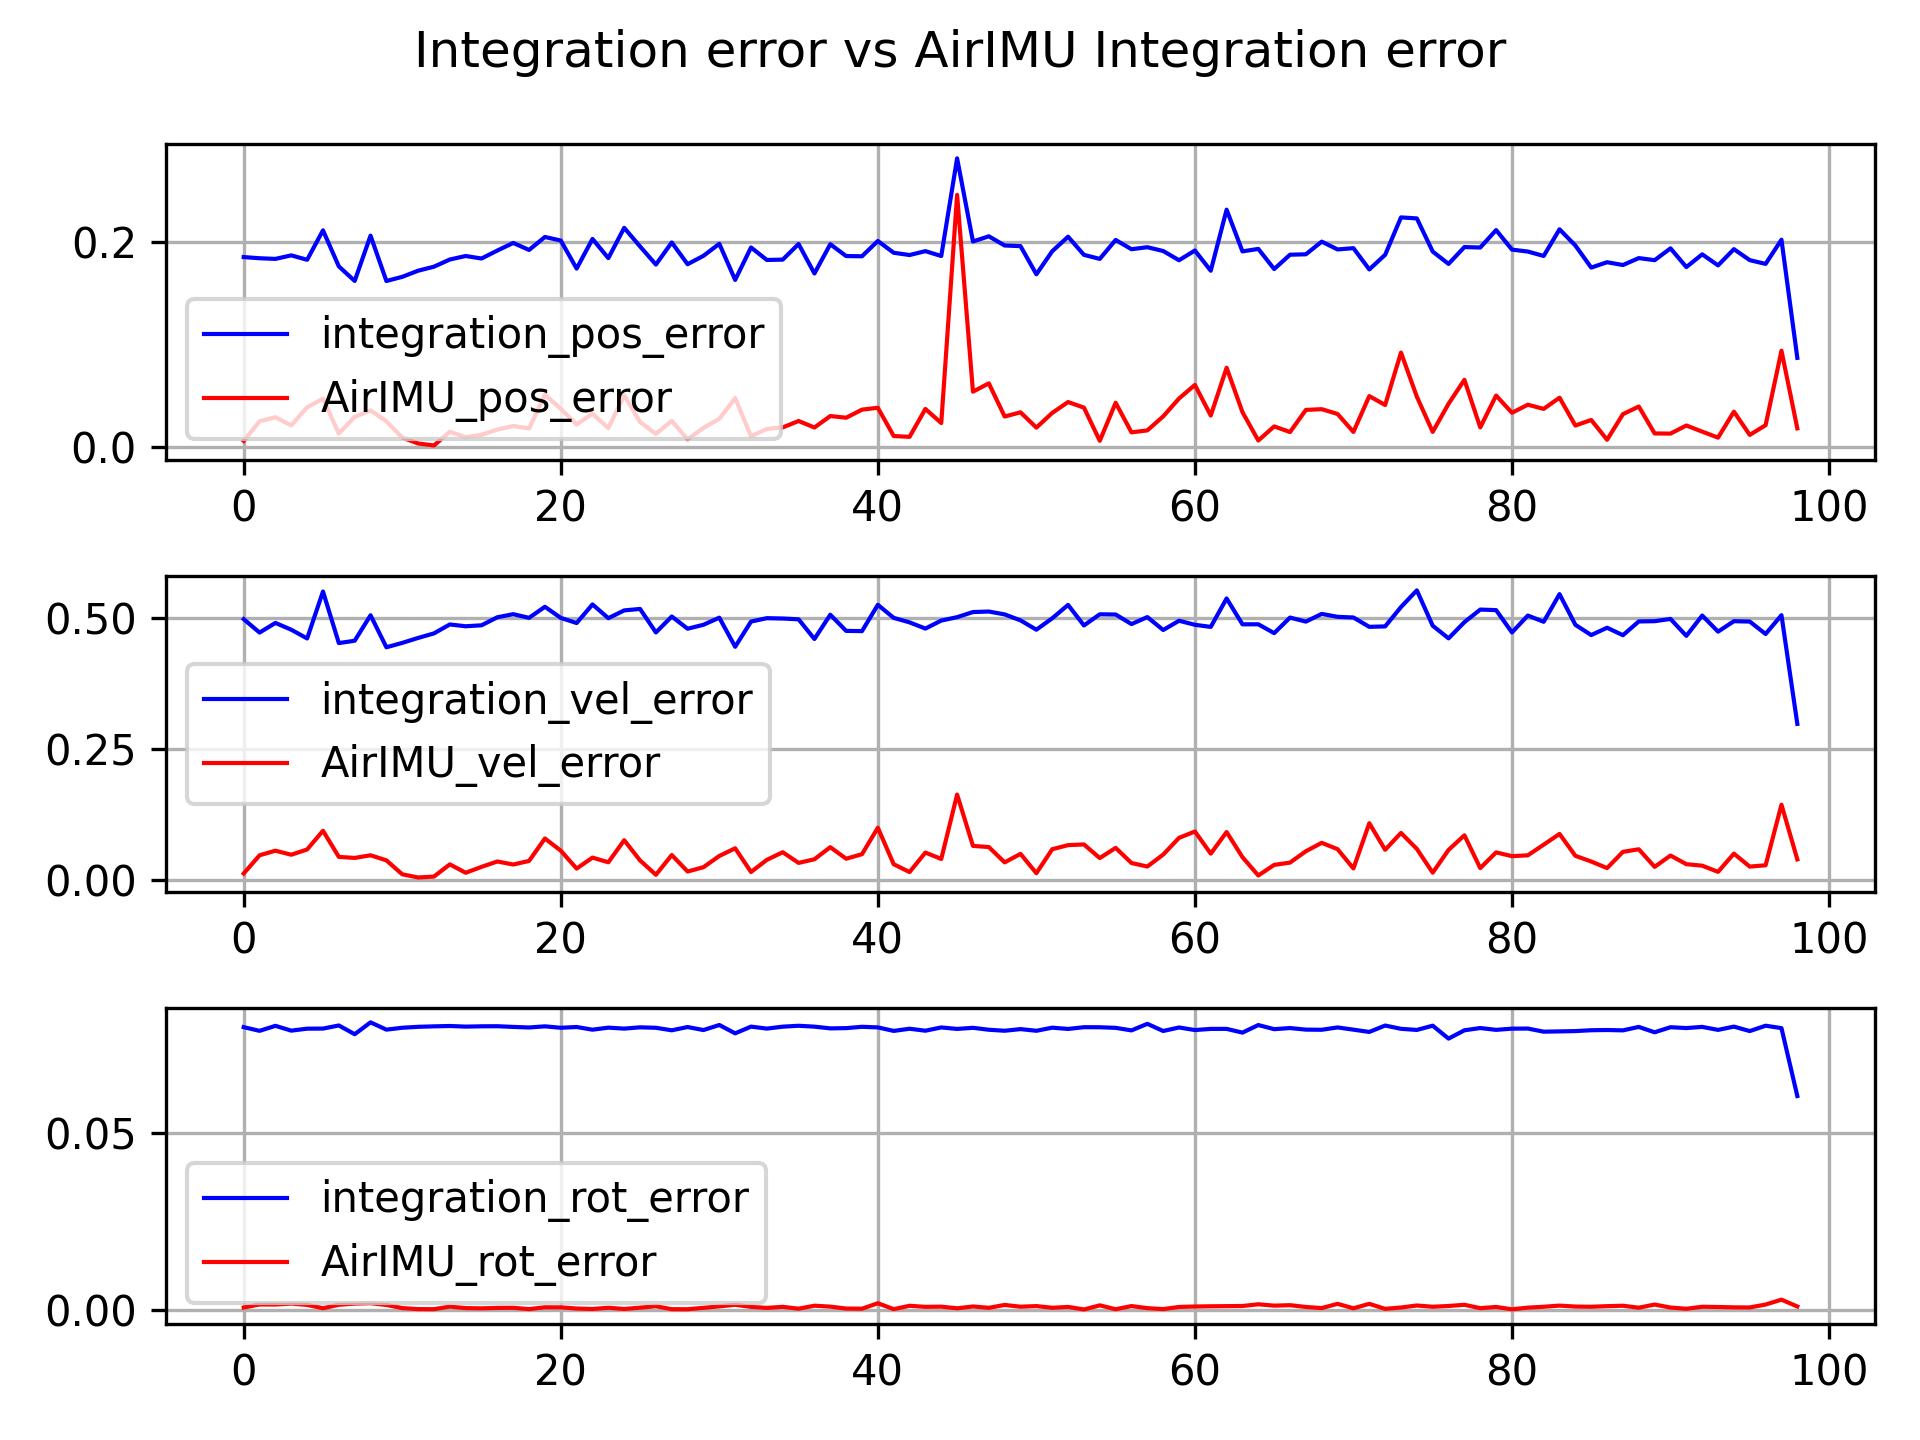 Integration error vs AirIMU Integration error
0.2
0.0
integration_pos_error
AirIMU_pos_error
0 20 40 60 80 100
0.50
0.25
0.00
integration_vel_error
AirIMU_vel_error
0 20 40 60 80 100
0.05
0.00
integration_rot_error
AirIMU_rot_error
0 20 40 60 80 100